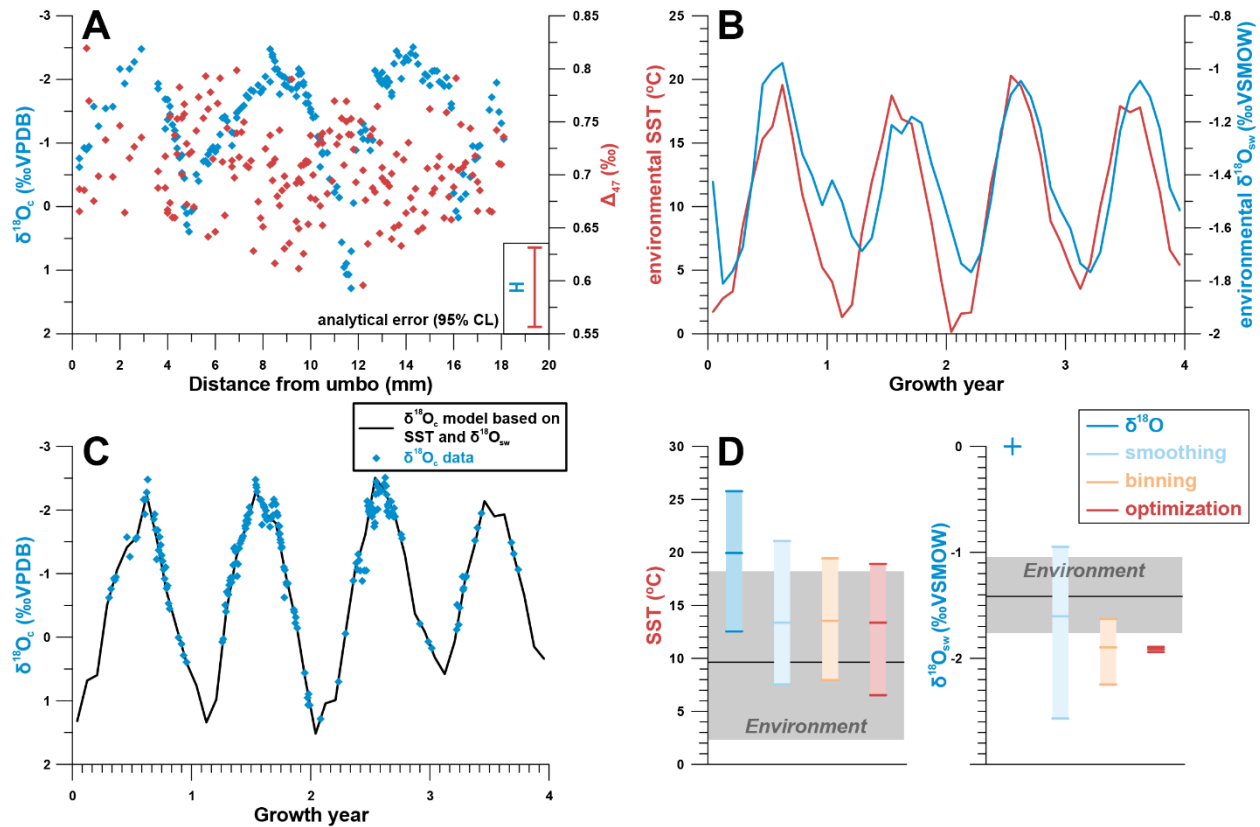 A
-3
-2
-1
0
1
2
δ¹⁸Oc (‰VPDB)
0.85
0.8
0.75
0.7
0.65
0.6
0.55
Δ47 (‰)
analytical error (95% CL)
0 2 4 6 8 10 12 14 16 18 20
Distance from umbo (mm)
B
25
20
15
10
5
0
environmental SST (ºC)
-0.8
-1
-1.2
-1.4
-1.6
-1.8
-2
environmental δ¹⁸Osw (‰VSMOW)
0 1 2 3 4
Growth year
C
δ¹⁸Oc model based on
SST and δ¹⁸Osw
δ¹⁸Oc data
-3
-2
-1
0
1
2
δ¹⁸Oc (‰VPDB)
0 1 2 3 4
Growth year
D
30
25
20
15
10
5
0
SST (ºC)
Environment
0
-1
-2
δ¹⁸Osw (‰VSMOW)
Environment
δ¹⁸O
smoothing
binning
optimization